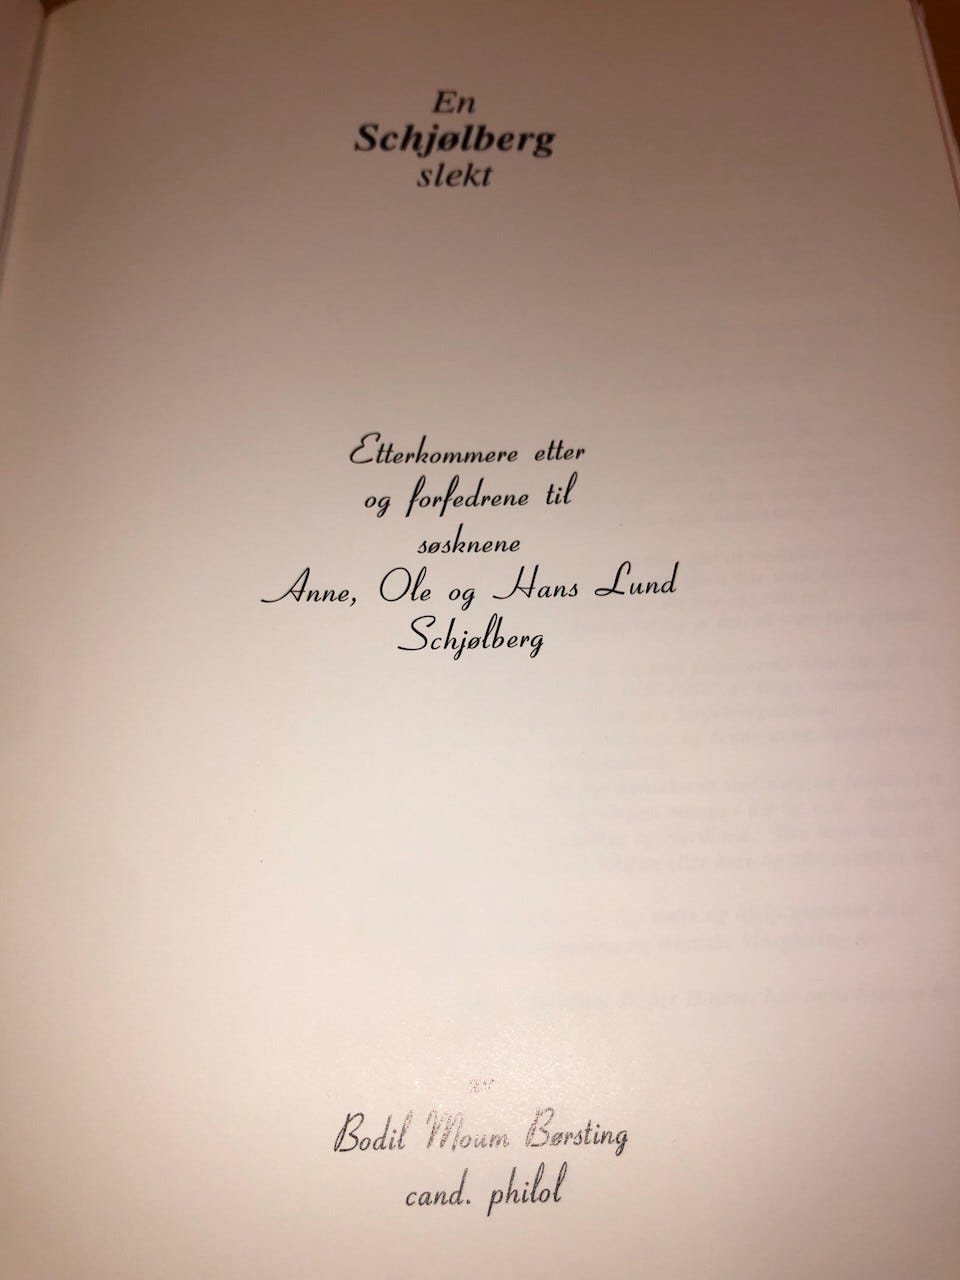 En
Schjølberg
slekt
Etterkommere etter
og forfedrene til
søsknene
Anne, Ole og Hans Lund
Schjølberg
Bodil Moum Børsting
cand. philol